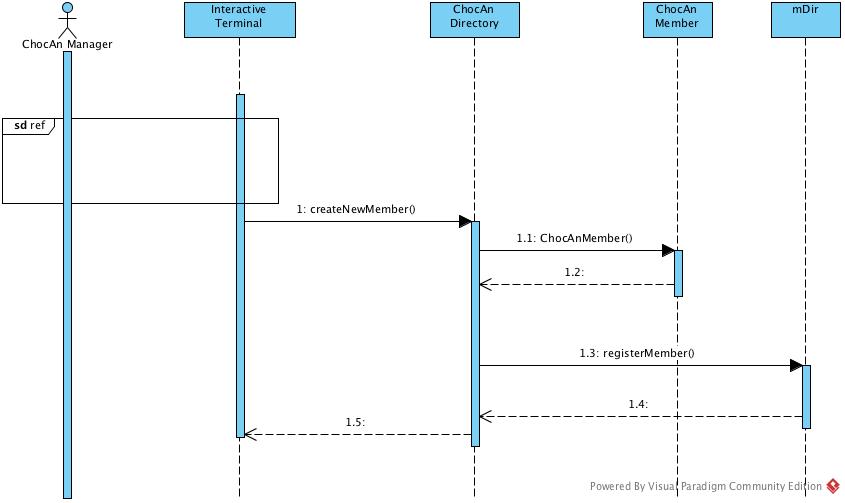 Interactive
Terminal
ChocAn
Directory
ChocAn
Member
mDir
ChocAn Manager
sd ref
1: createNewMember()
1.1: ChocAnMember()
1.2:
1.3: registerMember()
1.4:
1.5:
Powered By Visual Paradigm Community Edition